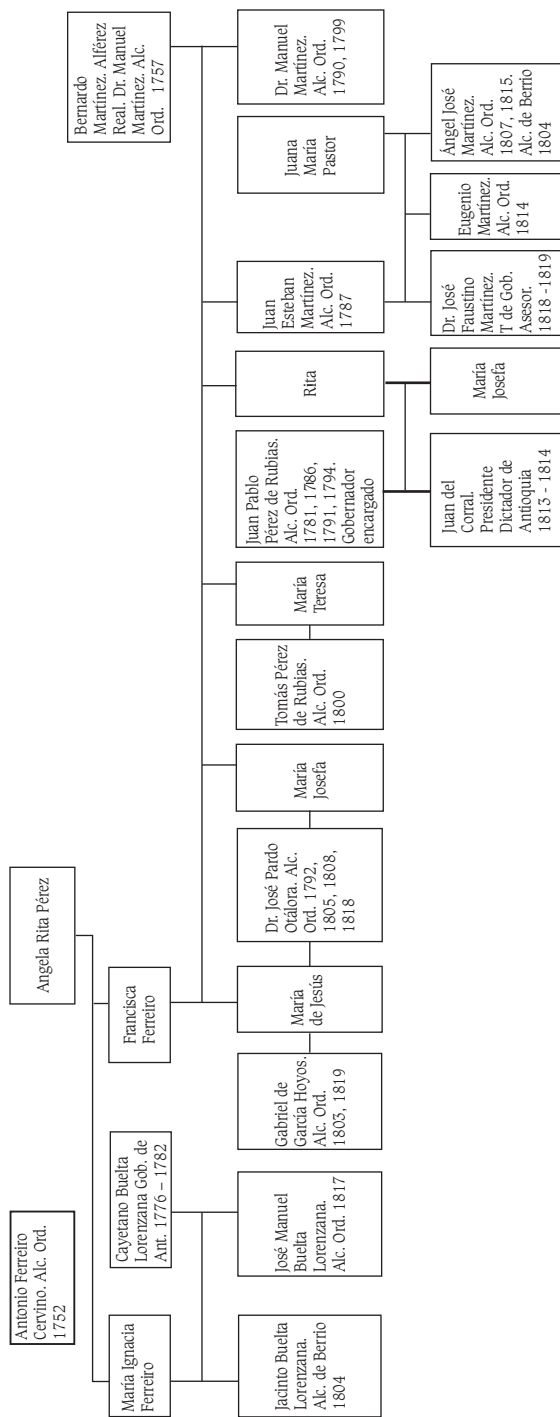 Antonio Ferreiro
Cervino. Alc. Ord.
1752
Angela Rita Pérez
María Ignacia
Ferreiro
Cayetano Buelta
Lorenzana Gob. de
Ant. 1776 – 1782
Francisca
Ferreiro
Bernardo
Martínez. Alférez
Real. Dr. Manuel
Martínez. Alc.
Ord. 1757
Jacinto Buelta
Lorenzana.
Alc. de Berrio
1804
José Manuel
Buelta
Lorenzana.
Alc. Ord. 1817
Gabriel de
García Hoyos.
Alc. Ord.
1803, 1819
María
de Jesús
Dr. José Pardo
Otálora. Alc.
Ord. 1792,
1805, 1808,
1818
María
Josefa
Tomás Pérez
de Rubias.
Alc. Ord.
1800
María
Teresa
Juan Pablo
Pérez de Rubias.
Alc. Ord.
1781, 1786,
1791, 1794.
Gobernador
encargado
Rita
Juan
Esteban
Martínez.
Alc. Ord.
1787
Juana
María
Pastor
Dr. Manuel
Martínez.
Alc. Ord.
1790, 1799
Juan del
Corral.
Presidente
Dictador de
Antioquia
1813 - 1814
María
Josefa
Dr. José
Faustino
Martínez.
T de Gob.
Asesor.
1818 -1819
Eugenio
Martínez.
Alc. Ord.
1814
Ángel José
Martínez.
Alc. Ord.
1807, 1815.
Alc. de Berrio
1804